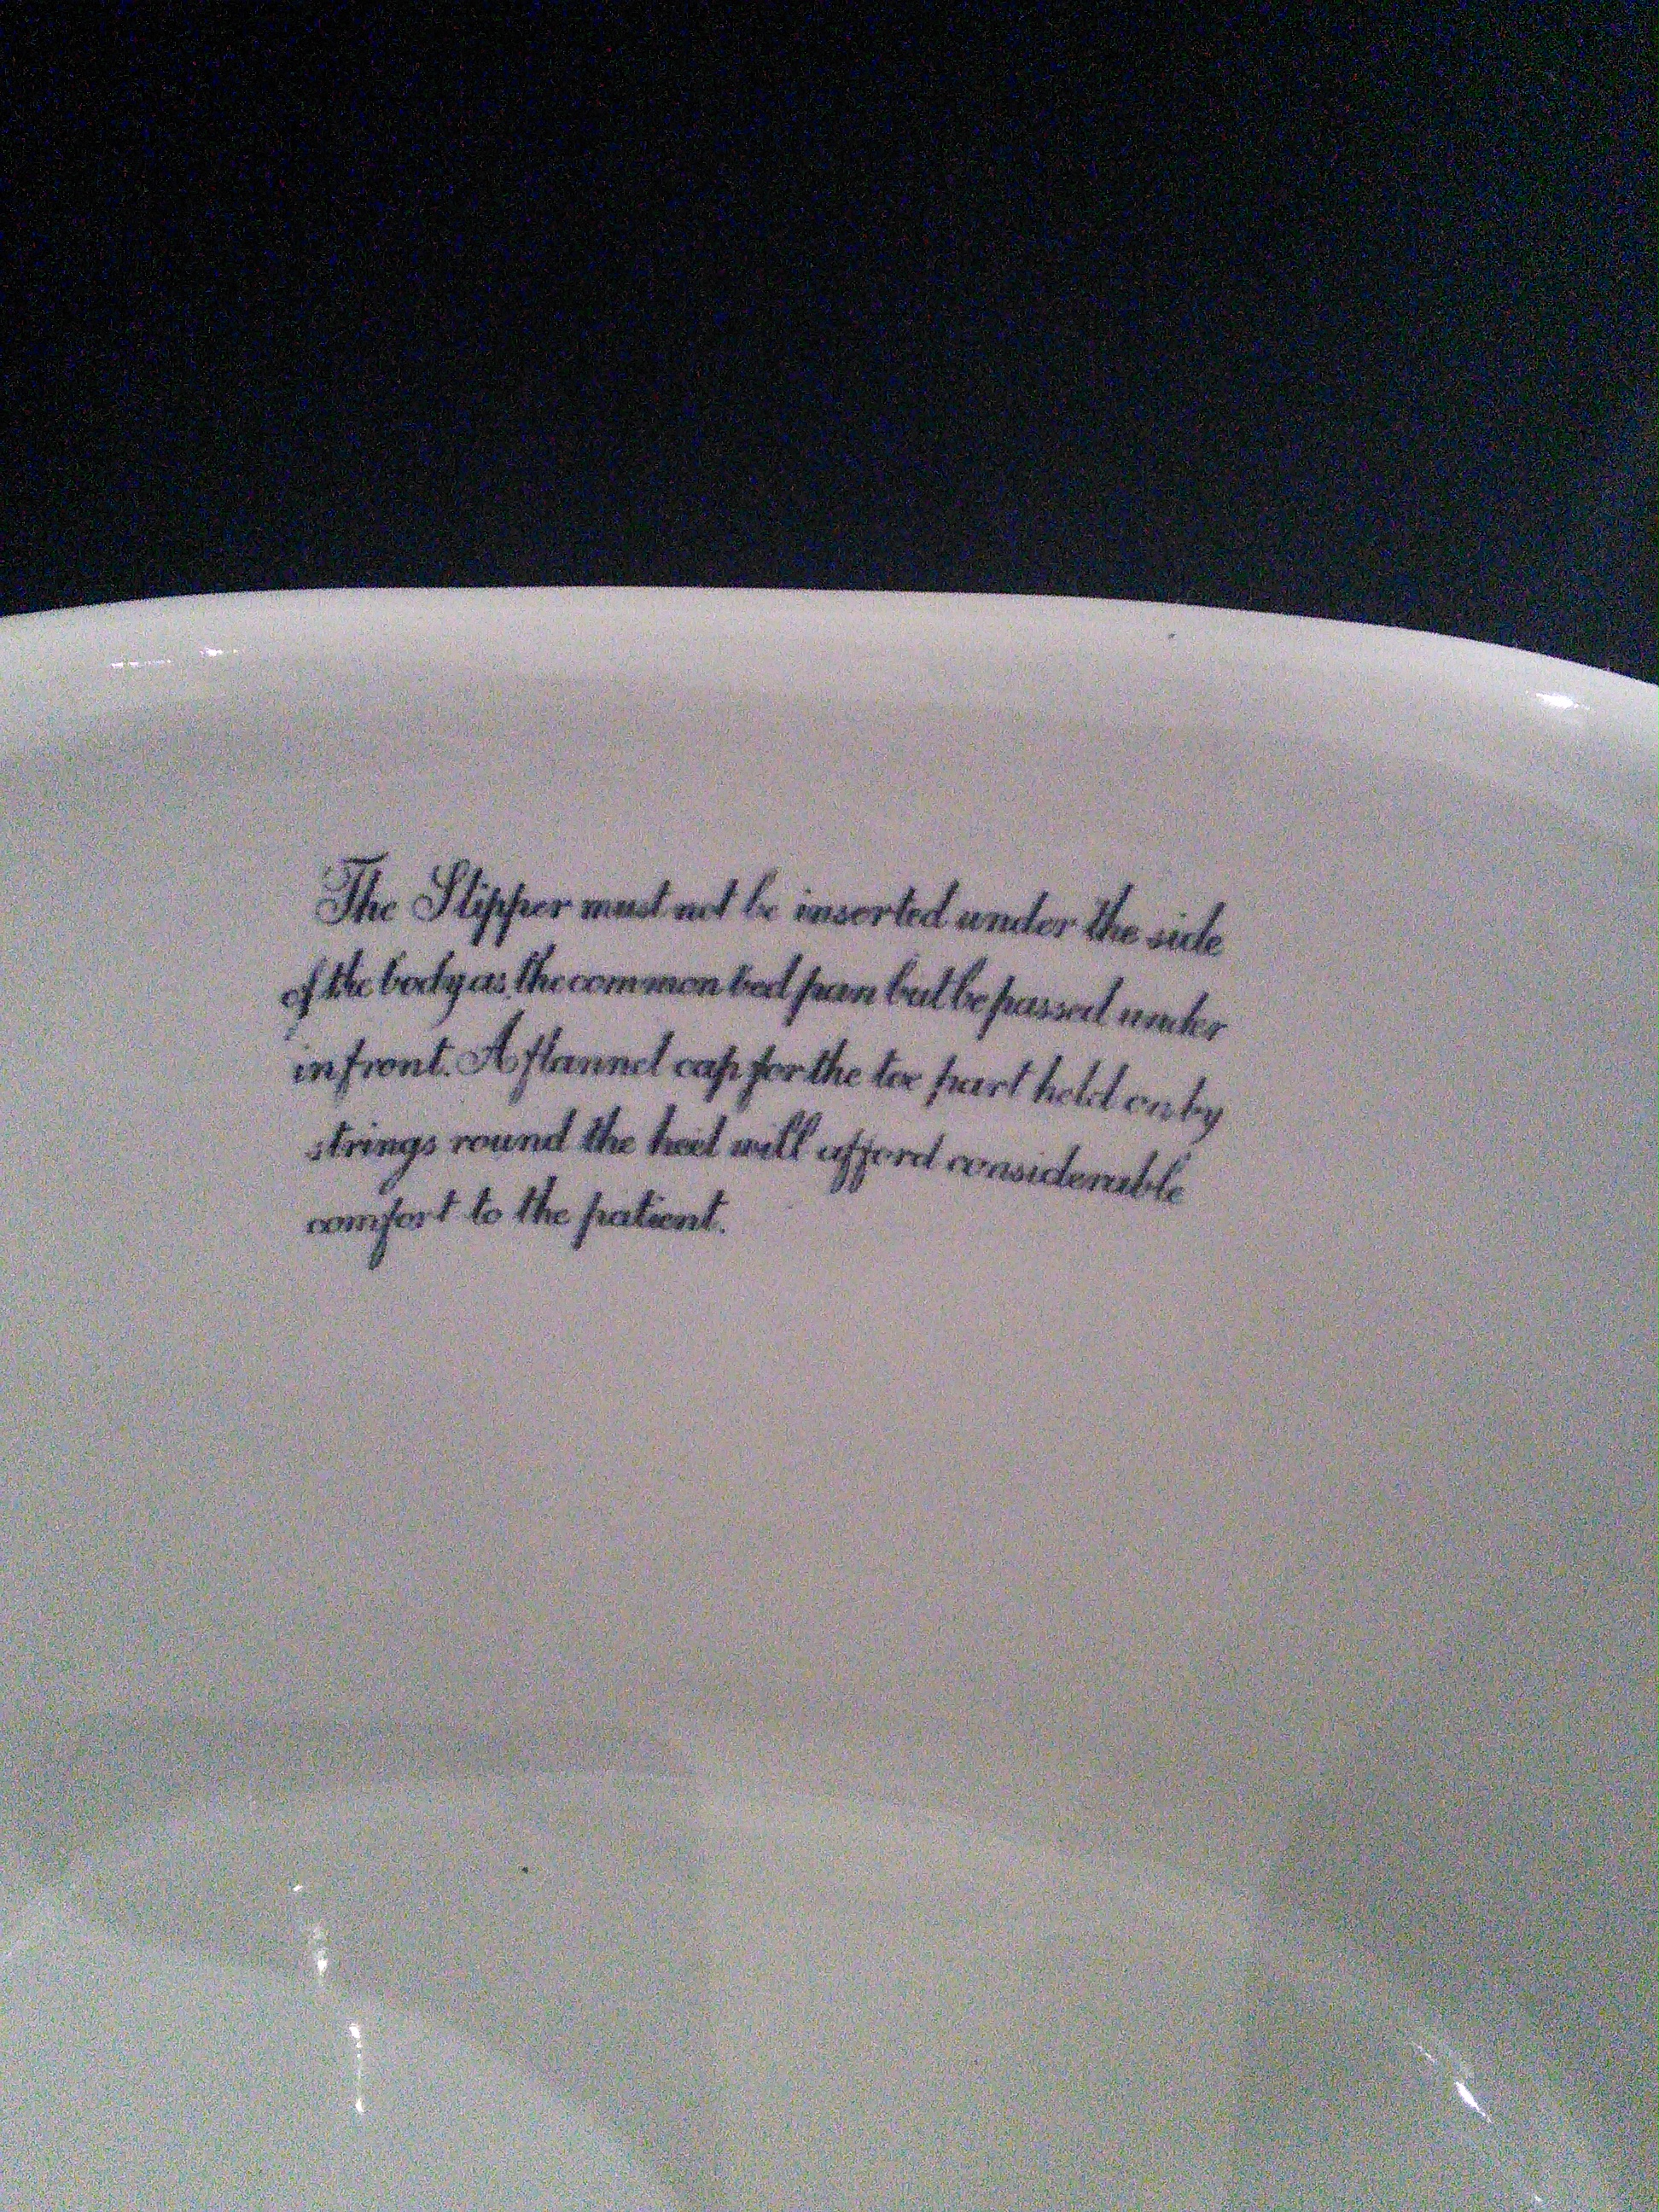 The Slipper must not be inserted under the side
of the body as the common bed pan but be passed under
in front. A flannel cap for the toe part held on by
strings round the heel will afford considerable
comfort to the patient.